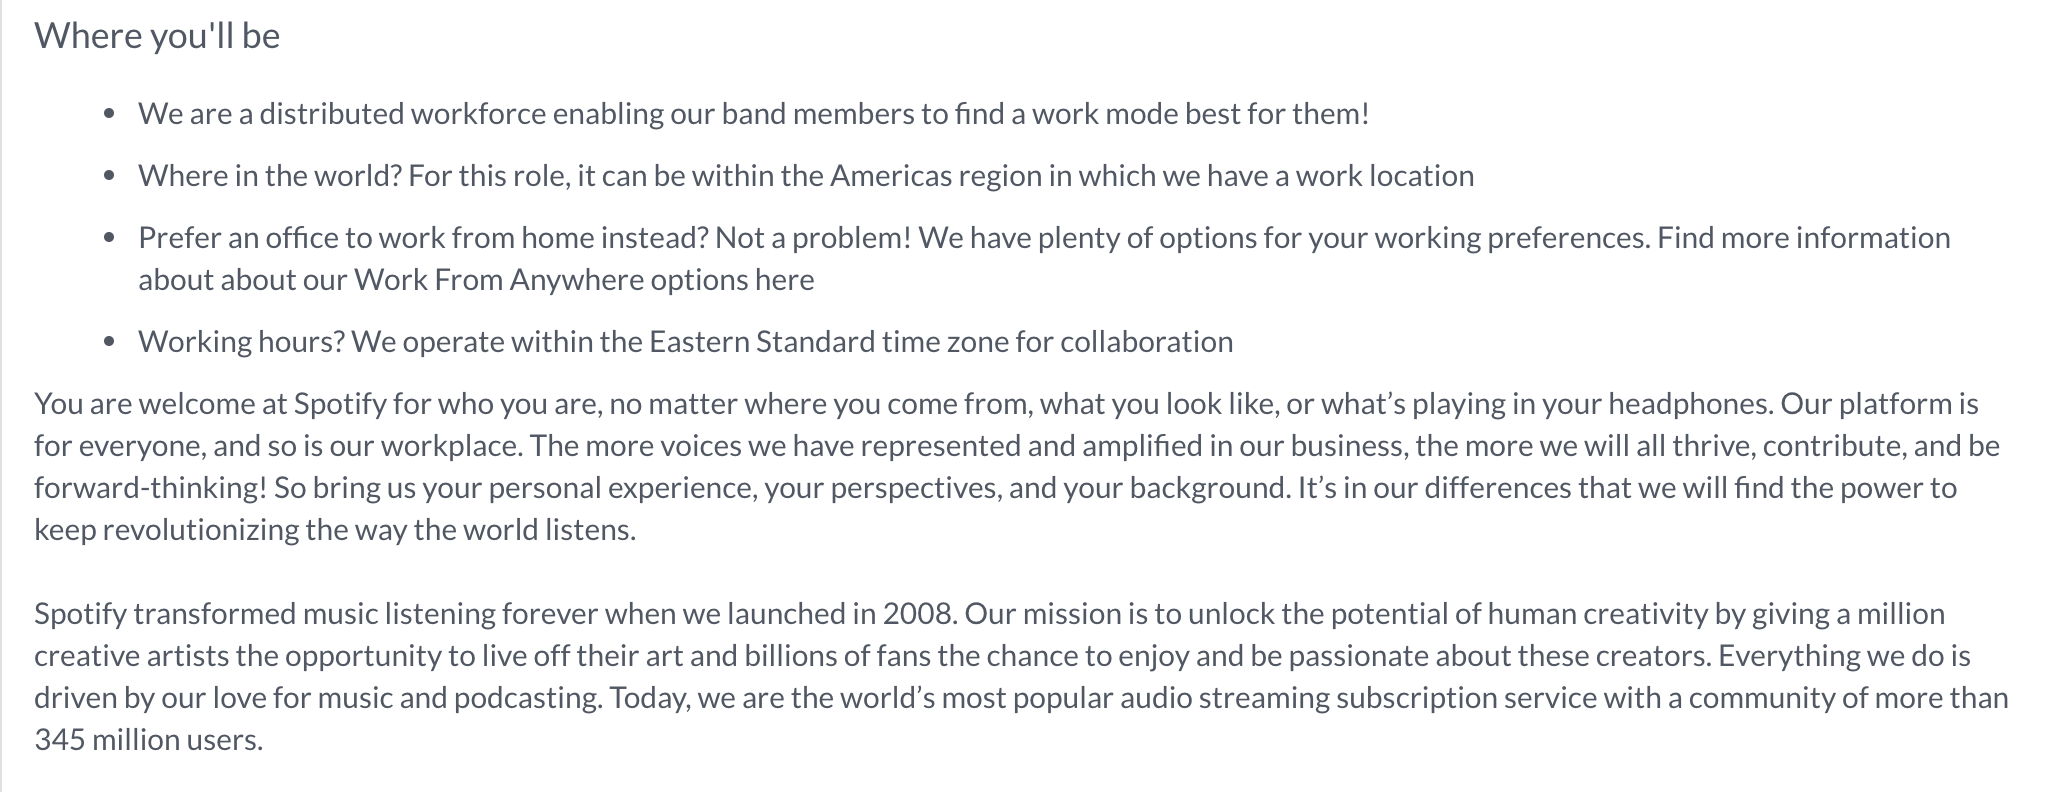 Where you'll be
• We are a distributed workforce enabling our band members to find a work mode best for them!
• Where in the world? For this role, it can be within the Americas region in which we have a work location
• Prefer an office to work from home instead? Not a problem! We have plenty of options for your working preferences. Find more information
about about our Work From Anywhere options here
• Working hours? We operate within the Eastern Standard time zone for collaboration
You are welcome at Spotify for who you are, no matter where you come from, what you look like, or what’s playing in your headphones. Our platform is
for everyone, and so is our workplace. The more voices we have represented and amplified in our business, the more we will all thrive, contribute, and be
forward-thinking! So bring us your personal experience, your perspectives, and your background. It’s in our differences that we will find the power to
keep revolutionizing the way the world listens.
Spotify transformed music listening forever when we launched in 2008. Our mission is to unlock the potential of human creativity by giving a million
creative artists the opportunity to live off their art and billions of fans the chance to enjoy and be passionate about these creators. Everything we do is
driven by our love for music and podcasting. Today, we are the world’s most popular audio streaming subscription service with a community of more than
345 million users.